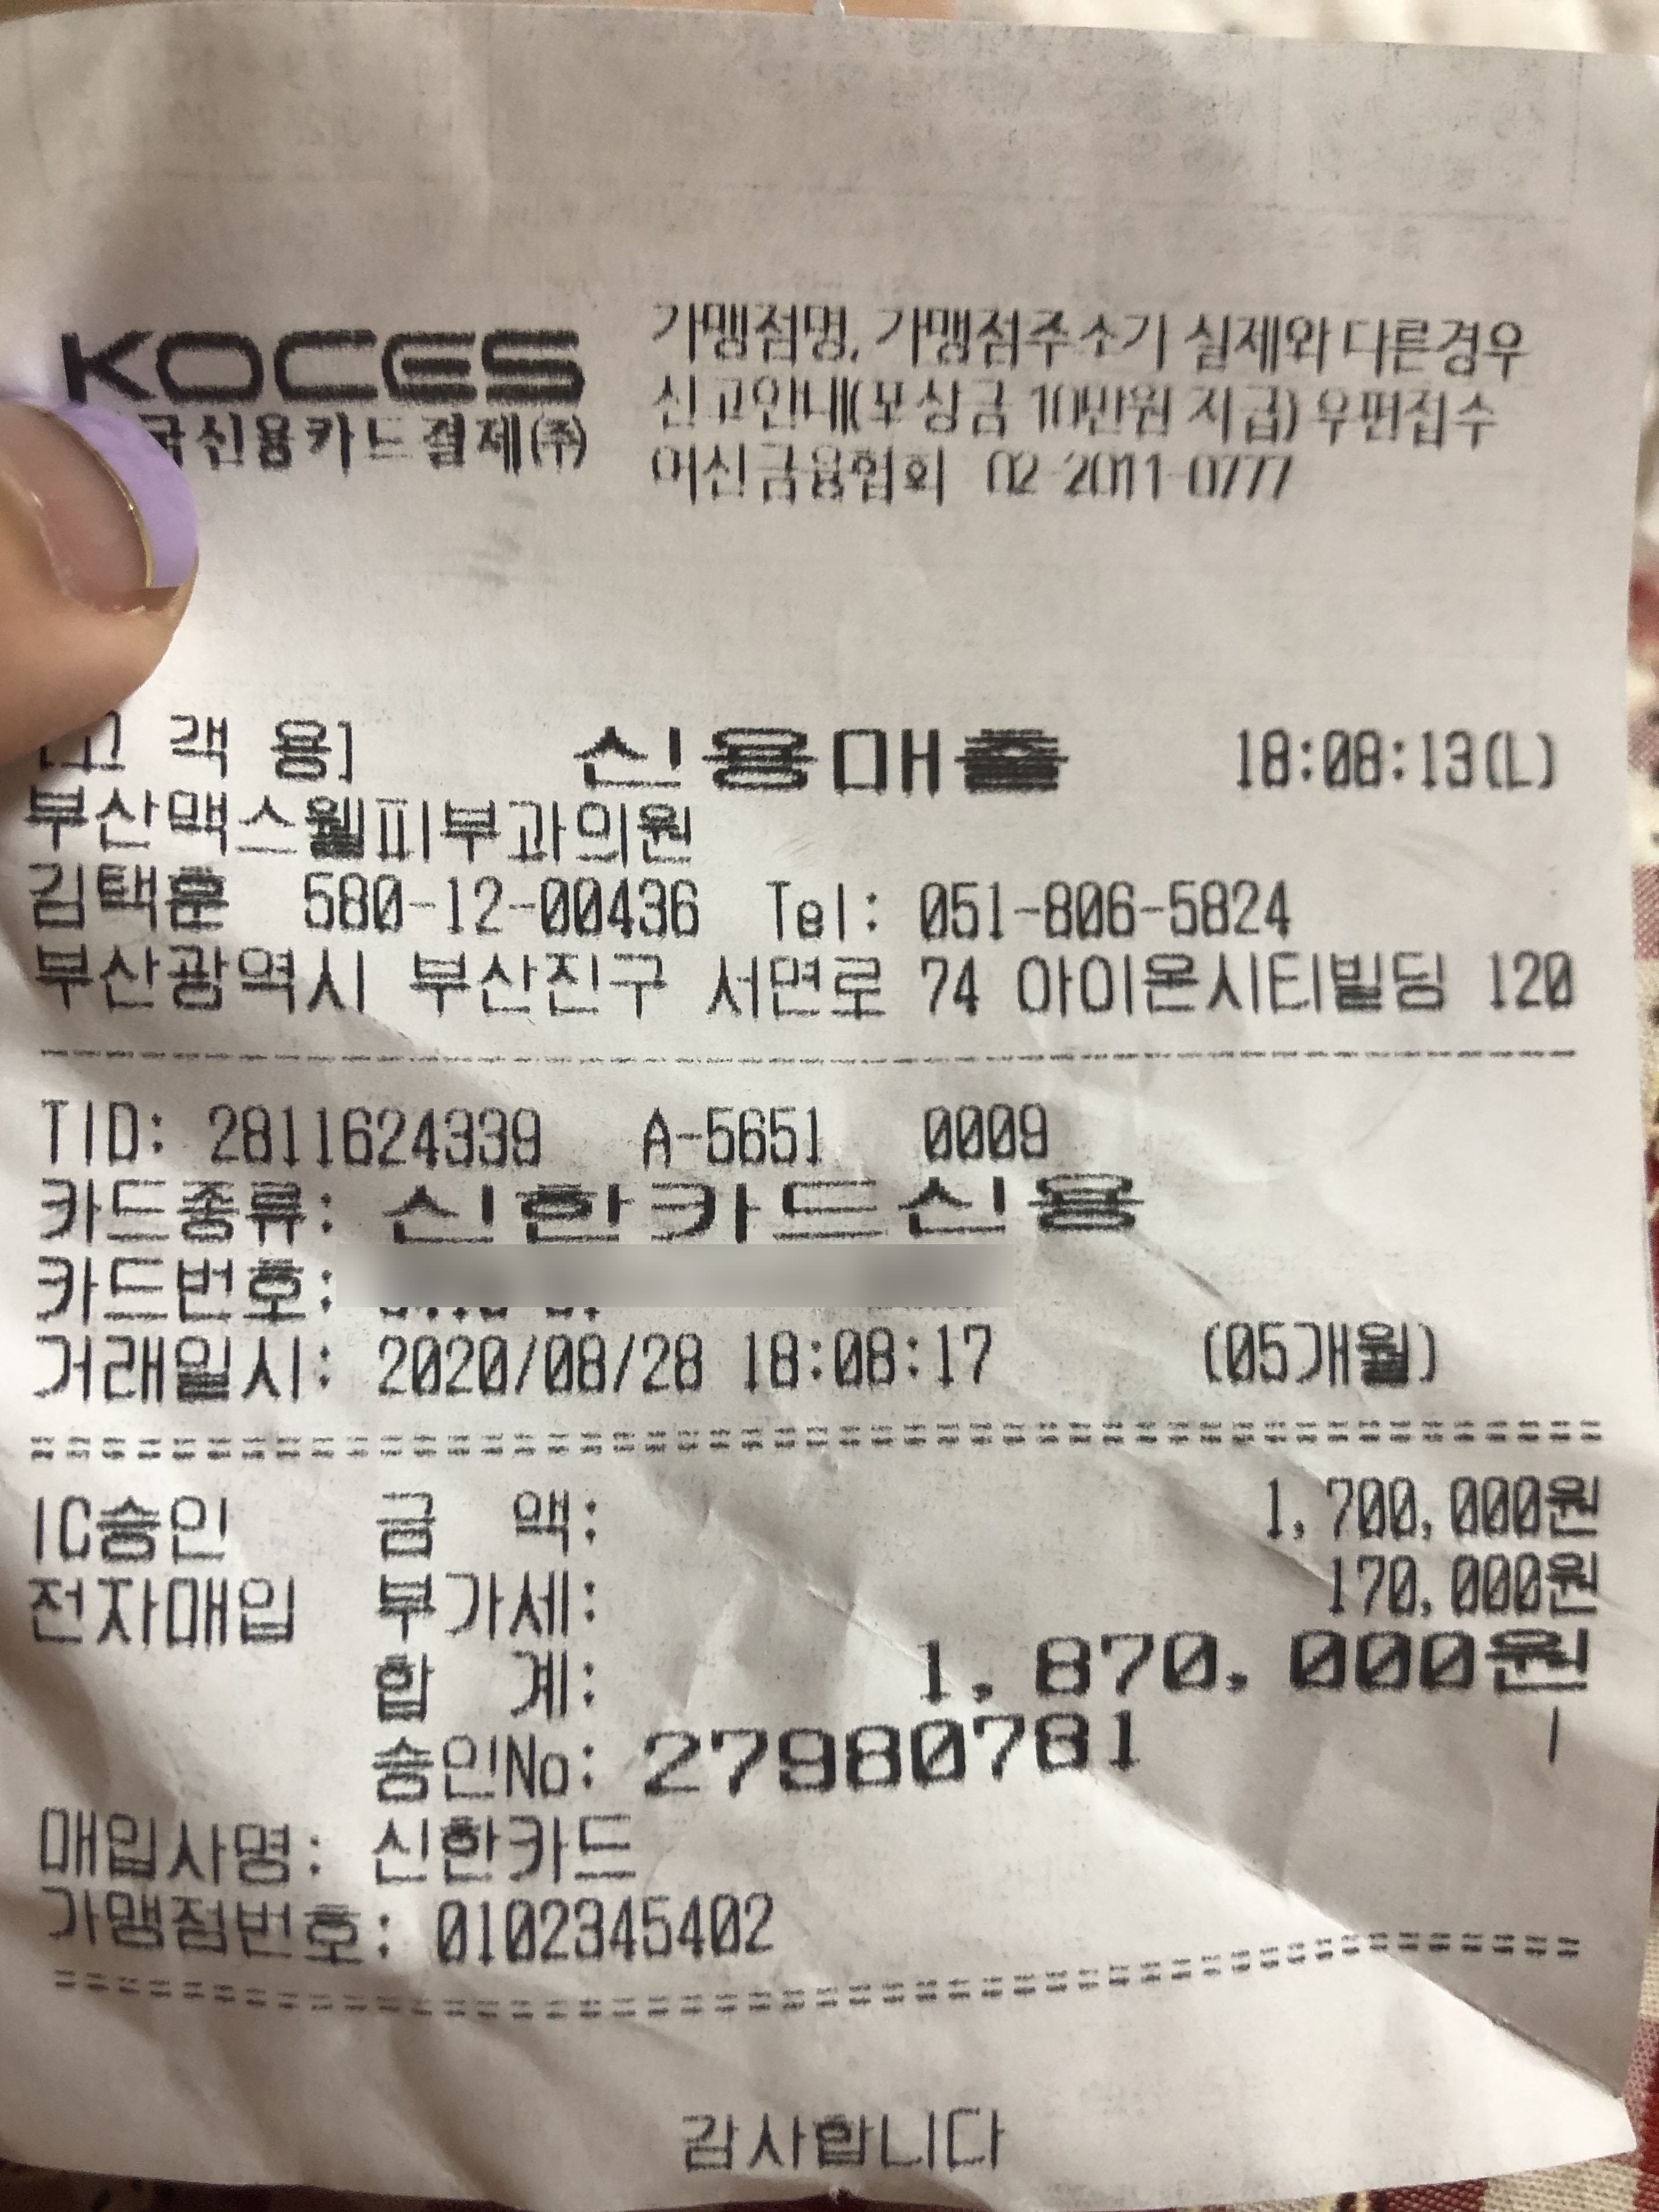 KOCES
국신용카드결제(주)
가맹점명, 가맹점주소가 실제와 다른경우
신고안내(포상금 10만원 지급) 우편접수
여신금융협회 02-2011-0777
[고 객 용] 신용매출 18:08:13(L)
부산맥스웰피부과의원
김택훈 580-12-00436 Tel: 051-806-5824
부산광역시 부산진구 서면로 74 아이온시티빌딩 120
TID: 2811624339 A-5651 0009
카드종류: 신한카드신용
카드번호:
거래일시: 2020/08/28 18:08:17 (05개월)
IC승인 금 액: 1,700,000원
전자매입 부가세: 170,000원
합 계: 1,870,000원
승인No: 27980781
매입사명: 신한카드
가맹점번호: 0102345402
감사합니다